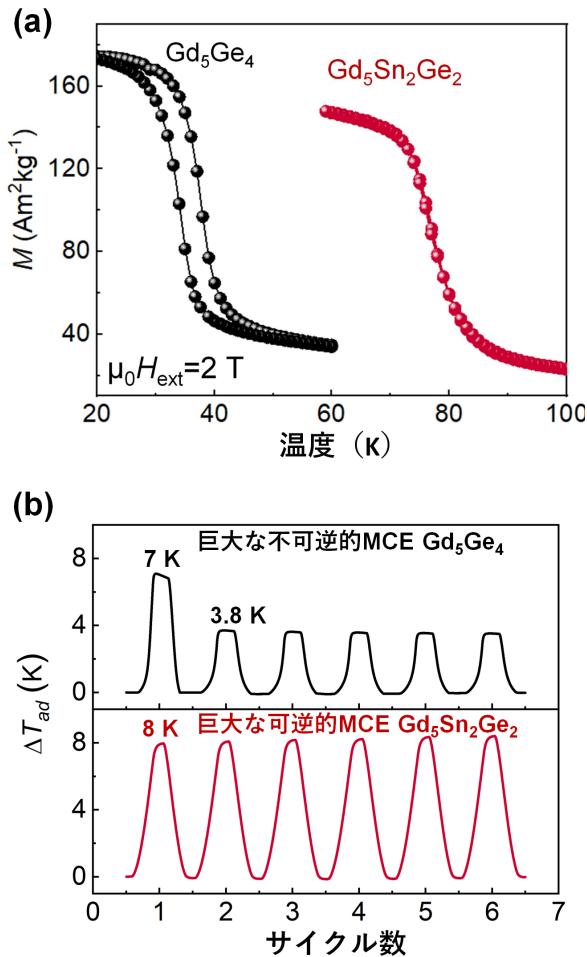 (a)
Gd₅Ge₄
Gd₅Sn₂Ge₂
160
120
80
40
M (Am²kg⁻¹)
μ₀Hₑₓₜ=2 T
20 40 60 80 100
温度（K）
(b)
巨大な不可逆的MCE Gd₅Ge₄
7 K
3.8 K
8
4
0
巨大な可逆的MCE Gd₅Sn₂Ge₂
8 K
8
4
0
ΔT_ad (K)
0 1 2 3 4 5 6 7
サイクル数